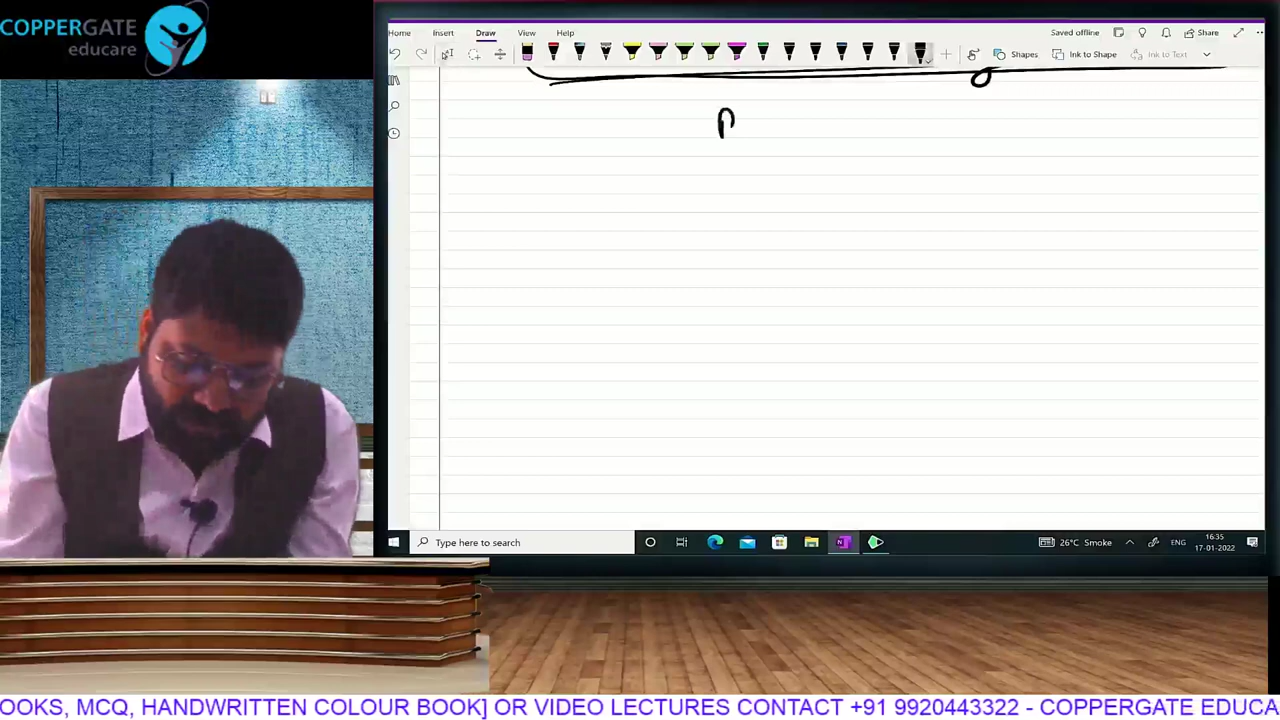 COPPERGATE
educare
Home Insert Draw View Help
Saved offline
Share
Shapes
Ink to Shape
Ink to Text
Type here to search
26°C Smoke
ENG
16:35
17-01-2022
OOKS, MCQ, HANDWRITTEN COLOUR BOOK] OR VIDEO LECTURES CONTACT +91 9920443322 - COPPERGATE EDUCA